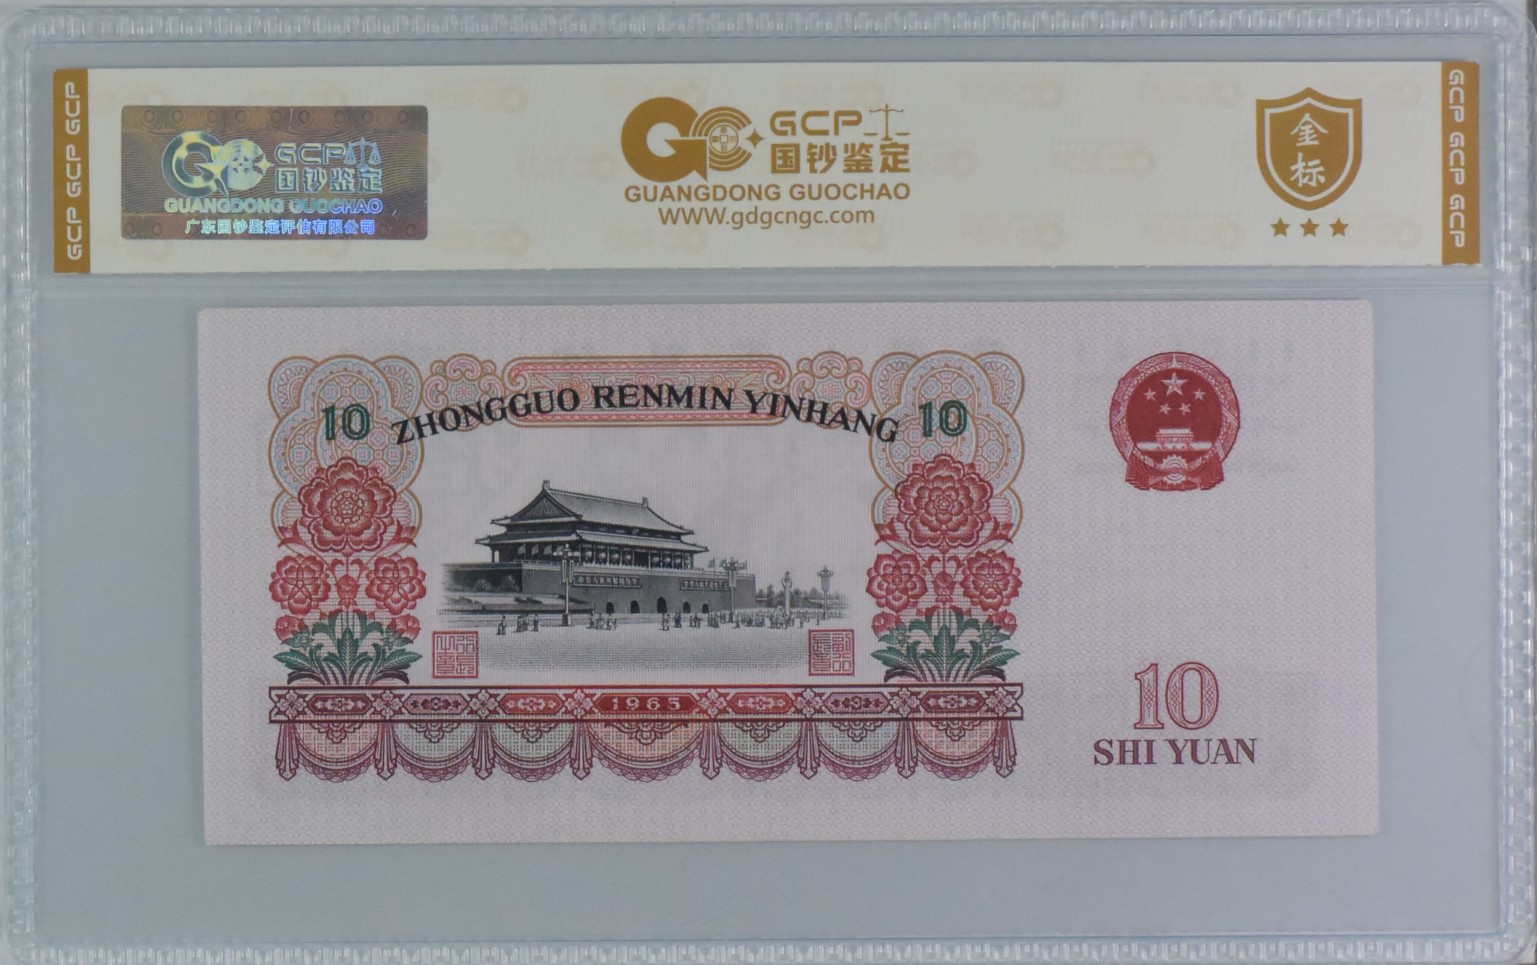 GCP GCP GCP
GCP
国钞鉴定
GUANGDONG GUOCHAO
广东国钞鉴定评估有限公司
GCP
国钞鉴定
GUANGDONG GUOCHAO
WWW.gdgcngc.com
金
标
GCP GCP GCP
10 ZHONGGUO RENMIN YINHANG 10
1965
10
SHI YUAN